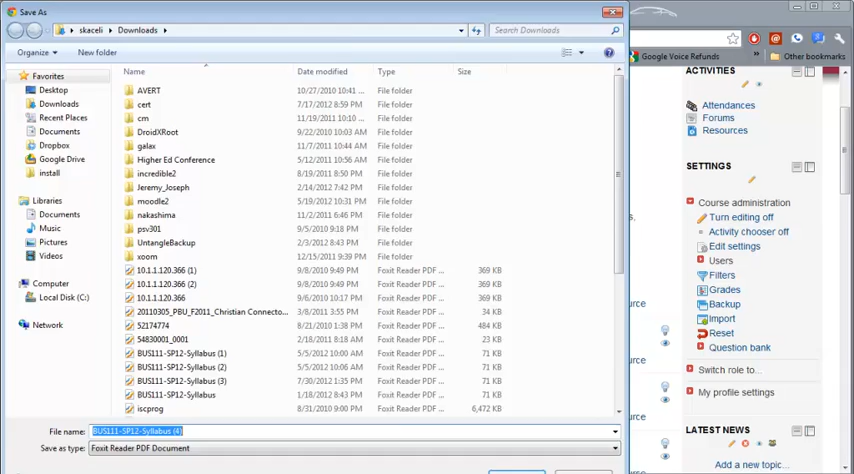 Save As
skaceli ▸ Downloads ▸
Search Downloads
Organize
New folder
Name
Date modified
Type
Size
Favorites
Desktop
Downloads
Recent Places
Documents
Dropbox
Google Drive
install
Libraries
Documents
Music
Pictures
Videos
Computer
Local Disk (C:)
Network
AVERT 10/27/2010 10:41 ... File folder
cert 7/17/2012 8:59 PM File folder
cm 11/19/2011 10:10 ... File folder
DroidXRoot 9/22/2010 10:03 AM File folder
galax 11/7/2011 10:44 AM File folder
Higher Ed Conference 5/12/2011 10:56 AM File folder
incredible2 8/19/2011 8:50 PM File folder
Jeremy_Joseph 2/14/2012 7:42 PM File folder
moodle2 5/19/2012 10:31 PM File folder
nakashima 11/2/2011 6:46 PM File folder
psv301 9/5/2010 9:18 PM File folder
UntangleBackup 2/3/2012 8:43 PM File folder
xoom 12/15/2011 9:39 PM File folder
10.1.1.120.366 (1) 9/8/2010 9:49 PM Foxit Reader PDF ... 369 KB
10.1.1.120.366 (2) 9/8/2010 9:49 PM Foxit Reader PDF ... 369 KB
10.1.1.120.366 9/6/2010 10:17 PM Foxit Reader PDF ... 369 KB
20110305_PBU_F2011_Christian Connecto... 3/8/2011 3:55 PM Foxit Reader PDF ... 34 KB
52174774 8/21/2010 1:38 PM Foxit Reader PDF ... 484 KB
54830001_0001 2/18/2011 8:18 AM Foxit Reader PDF ... 23 KB
BUS111-SP12-Syllabus (1) 5/5/2012 10:00 AM Foxit Reader PDF ... 71 KB
BUS111-SP12-Syllabus (2) 5/5/2012 10:06 AM Foxit Reader PDF ... 71 KB
BUS111-SP12-Syllabus (3) 7/30/2012 1:35 PM Foxit Reader PDF ... 71 KB
BUS111-SP12-Syllabus 5/2/2012 8:43 PM Foxit Reader PDF ... 71 KB
iscprog 8/31/2010 9:00 PM Foxit Reader PDF ... 6,472 KB
File name: BUS111-SP12-Syllabus (4)
Save as type: Foxit Reader PDF Document
Google Voice Refunds
»
Other bookmarks
ACTIVITIES
Attendances
Forums
Resources
SETTINGS
Course administration
Turn editing off
Activity chooser off
Edit settings
Users
Filters
Grades
Backup
Import
Reset
Question bank
Switch role to...
My profile settings
LATEST NEWS
Add a new topic...